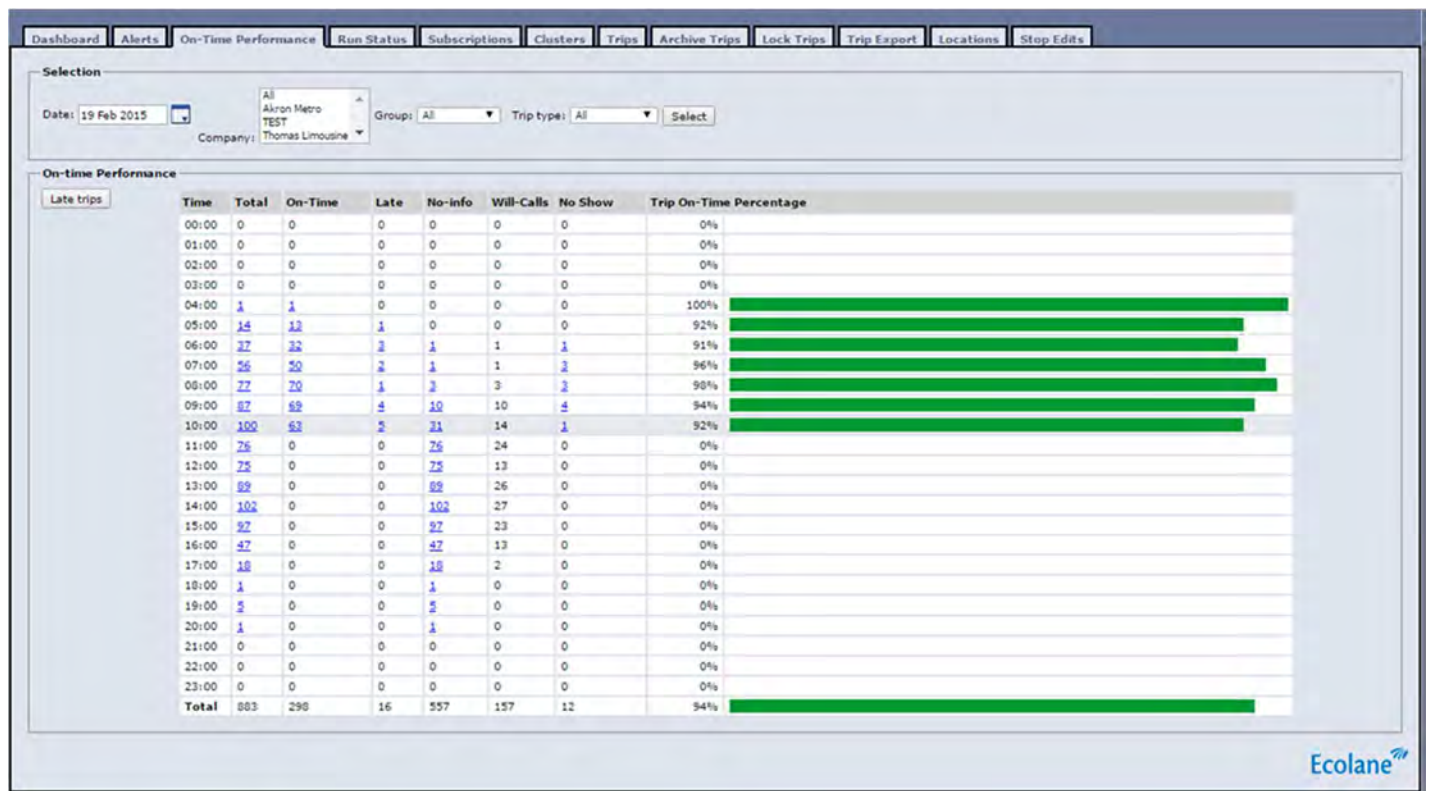 Dashboard Alerts On-Time Performance Run Status Subscriptions Clusters Trips Archive Trips Lock Trips Trip Export Locations Stop Edits
Selection
Date: 19 Feb 2015 Company: All Akron Metro TEST Thomas Limousine Group: All Trip type: All Select
On-time Performance
Late trips
Time Total On-Time Late No-info Will-Calls No Show Trip On-Time Percentage
00:00 0 0 0 0 0 0 0%
01:00 0 0 0 0 0 0 0%
02:00 0 0 0 0 0 0 0%
03:00 0 0 0 0 0 0 0%
04:00 1 1 0 0 0 0 100%
05:00 14 13 1 0 0 0 92%
06:00 37 32 3 1 1 1 91%
07:00 56 50 2 1 1 3 96%
08:00 77 70 1 3 3 3 98%
09:00 87 69 4 10 10 4 94%
10:00 100 63 5 31 14 1 92%
11:00 76 0 0 76 24 0 0%
12:00 75 0 0 75 13 0 0%
13:00 89 0 0 89 26 0 0%
14:00 102 0 0 102 27 0 0%
15:00 97 0 0 97 23 0 0%
16:00 47 0 0 47 13 0 0%
17:00 18 0 0 18 2 0 0%
18:00 1 0 0 1 0 0 0%
19:00 5 0 0 5 0 0 0%
20:00 1 0 0 1 0 0 0%
21:00 0 0 0 0 0 0 0%
22:00 0 0 0 0 0 0 0%
23:00 0 0 0 0 0 0 0%
Total 883 298 16 557 157 12 94%
Ecolane